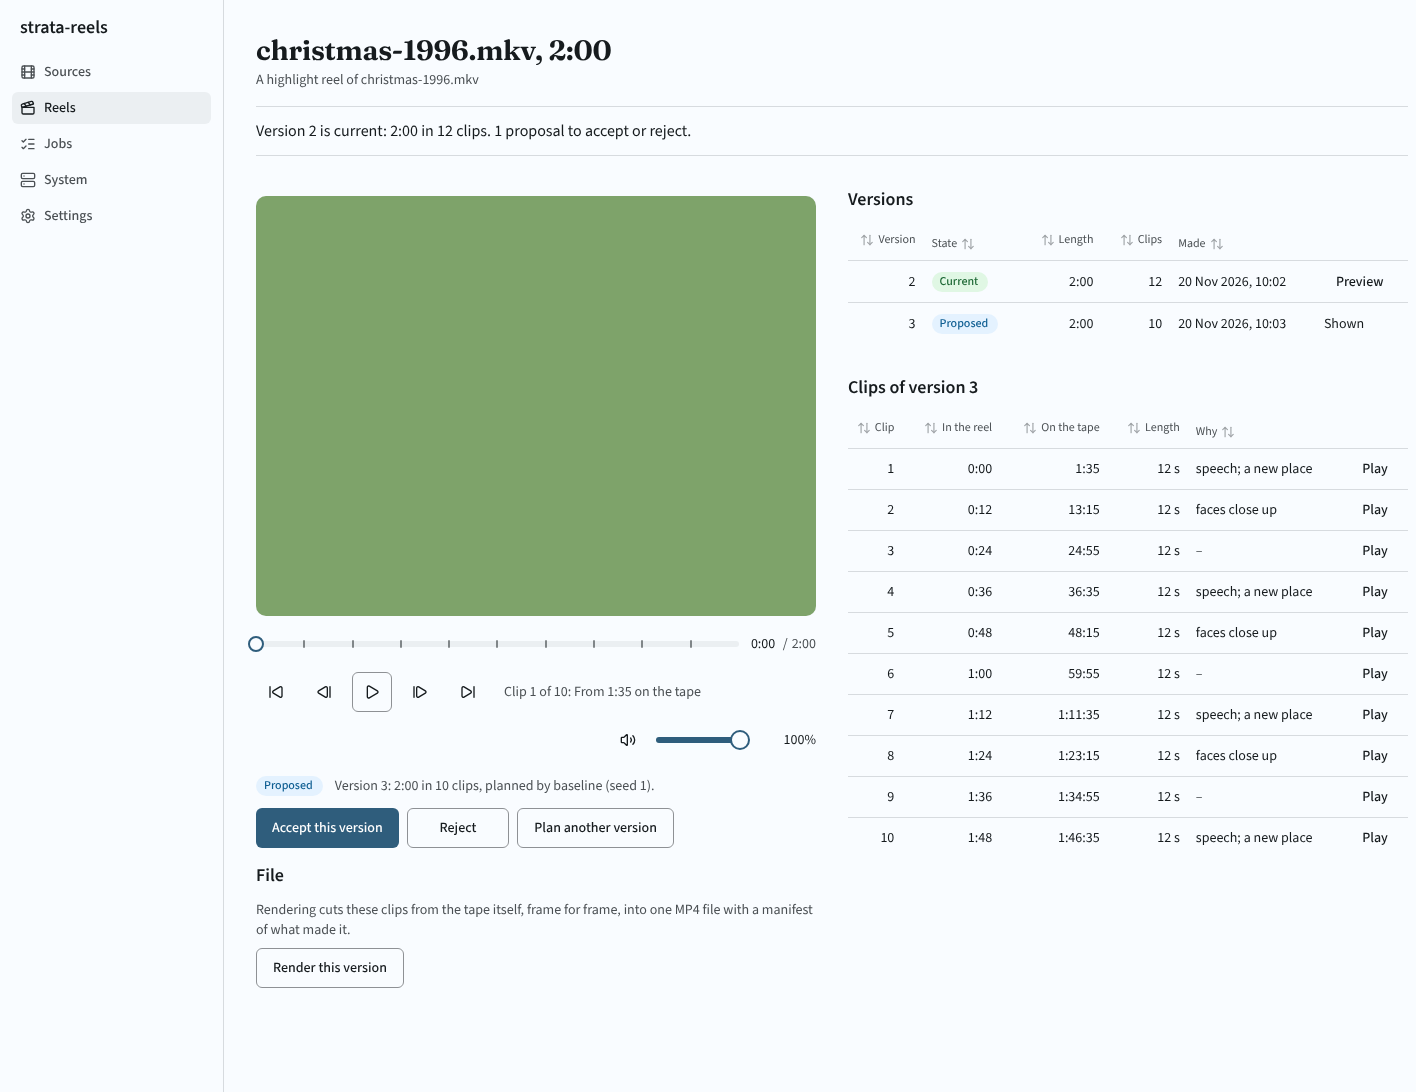 strata-reels
Sources
Reels
Jobs
System
Settings
christmas-1996.mkv, 2:00
A highlight reel of christmas-1996.mkv
Version 2 is current: 2:00 in 12 clips. 1 proposal to accept or reject.
0:00 / 2:00
Clip 1 of 10: From 1:35 on the tape
100%
Proposed Version 3: 2:00 in 10 clips, planned by baseline (seed 1).
Accept this version Reject Plan another version
File
Rendering cuts these clips from the tape itself, frame for frame, into one MP4 file with a manifest
of what made it.
Render this version
Versions
Version State Length Clips Made
2 Current 2:00 12 20 Nov 2026, 10:02 Preview
3 Proposed 2:00 10 20 Nov 2026, 10:03 Shown
Clips of version 3
Clip In the reel On the tape Length Why
1 0:00 1:35 12 s speech; a new place Play
2 0:12 13:15 12 s faces close up Play
3 0:24 24:55 12 s – Play
4 0:36 36:35 12 s speech; a new place Play
5 0:48 48:15 12 s faces close up Play
6 1:00 59:55 12 s – Play
7 1:12 1:11:35 12 s speech; a new place Play
8 1:24 1:23:15 12 s faces close up Play
9 1:36 1:34:55 12 s – Play
10 1:48 1:46:35 12 s speech; a new place Play